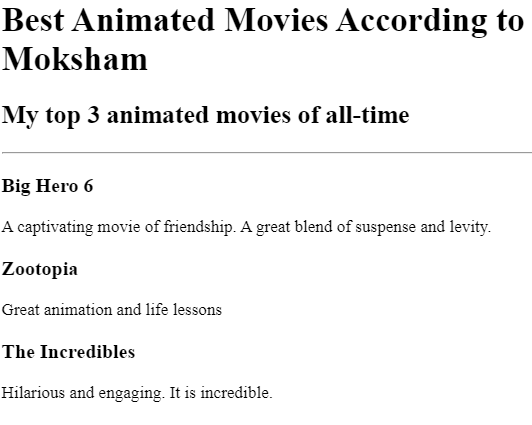 Best Animated Movies According to
Moksham
My top 3 animated movies of all-time
Big Hero 6
A captivating movie of friendship. A great blend of suspense and levity.
Zootopia
Great animation and life lessons
The Incredibles
Hilarious and engaging. It is incredible.